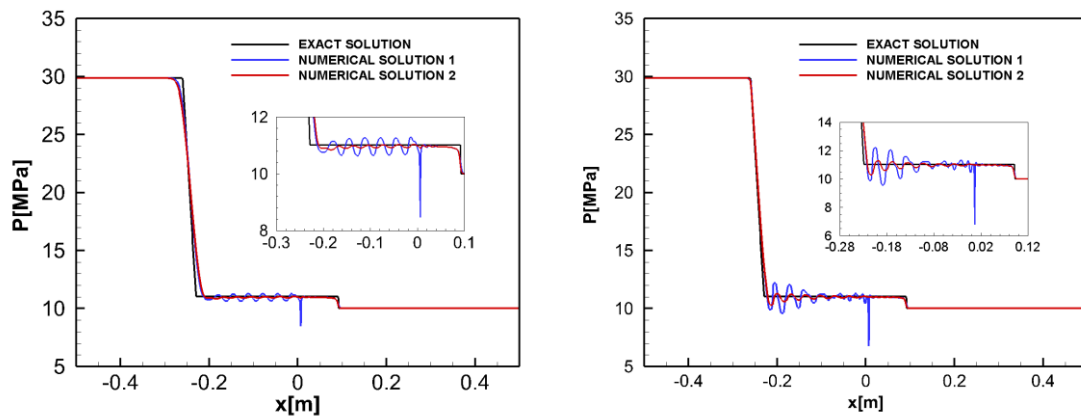 35
30
25
20
15
10
5
P[MPa]
EXACT SOLUTION
NUMERICAL SOLUTION 1
NUMERICAL SOLUTION 2
12
10
8
-0.3 -0.2 -0.1 0 0.1
-0.4 -0.2 0 0.2 0.4
x[m]
35
30
25
20
15
10
5
P[MPa]
EXACT SOLUTION
NUMERICAL SOLUTION 1
NUMERICAL SOLUTION 2
14
12
10
8
6
-0.28 -0.18 -0.08 0.02 0.12
-0.4 -0.2 0 0.2 0.4
x[m]